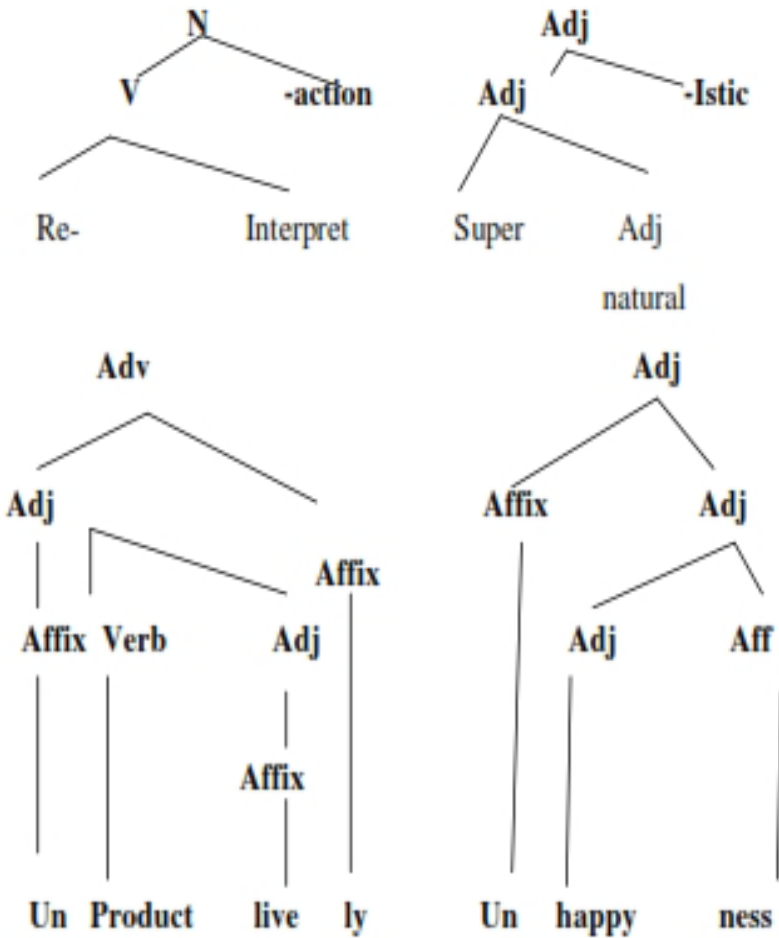 N Adj
V -action Adj -Istic
Re- Interpret Super Adj
natural
Adv Adj
Adj Affix Adj
Affix
Affix Verb Adj Adj Aff
Affix
Un Product live ly Un happy ness